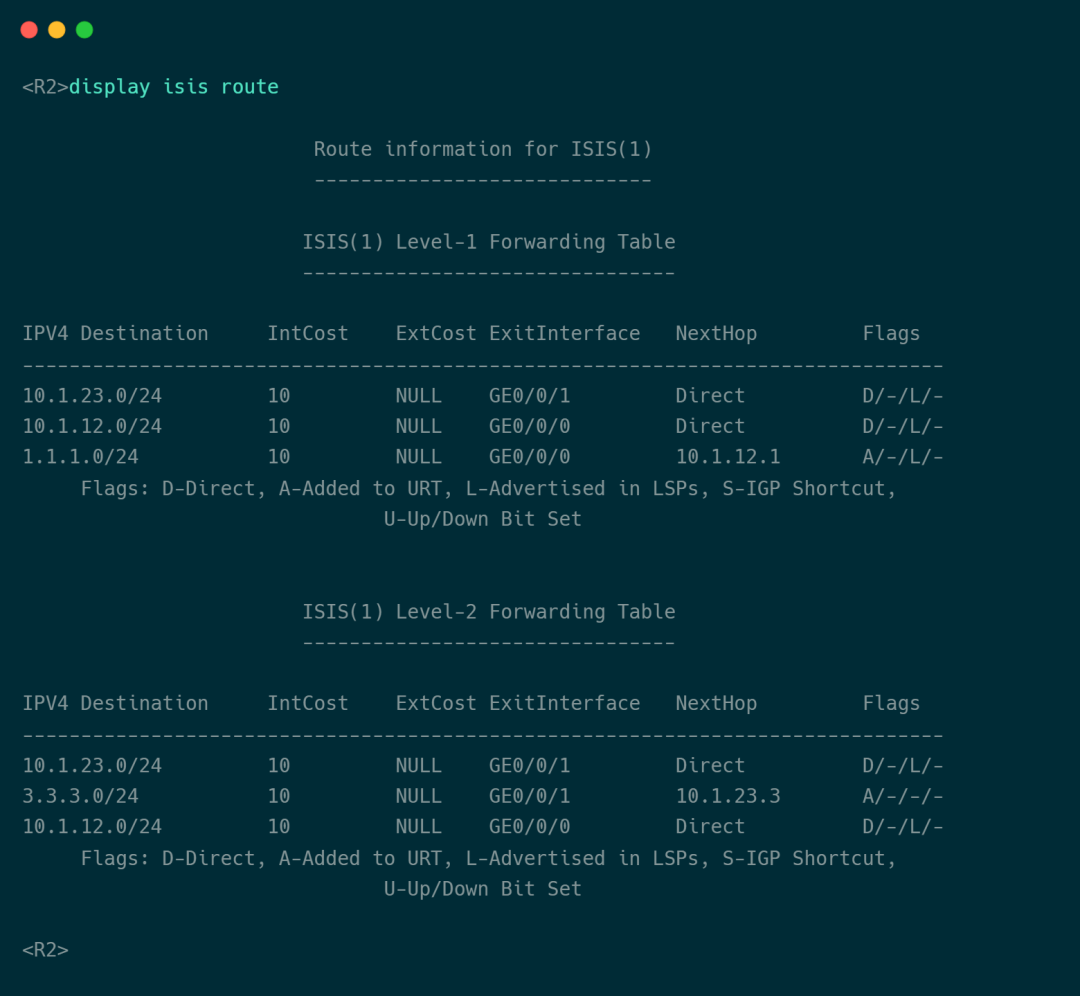 <R2>display isis route
Route information for ISIS(1)
-----------------------------
ISIS(1) Level-1 Forwarding Table
--------------------------------
IPV4 Destination     IntCost    ExtCost ExitInterface   NextHop         Flags
-------------------------------------------------------------------------------
10.1.23.0/24         10         NULL    GE0/0/1         Direct          D/-/L/-
10.1.12.0/24         10         NULL    GE0/0/0         Direct          D/-/L/-
1.1.1.0/24           10         NULL    GE0/0/0         10.1.12.1       A/-/L/-
Flags: D-Direct, A-Added to URT, L-Advertised in LSPs, S-IGP Shortcut,
U-Up/Down Bit Set
ISIS(1) Level-2 Forwarding Table
--------------------------------
IPV4 Destination     IntCost    ExtCost ExitInterface   NextHop         Flags
-------------------------------------------------------------------------------
10.1.23.0/24         10         NULL    GE0/0/1         Direct          D/-/L/-
3.3.3.0/24           10         NULL    GE0/0/1         10.1.23.3       A/-/-/-
10.1.12.0/24         10         NULL    GE0/0/0         Direct          D/-/L/-
Flags: D-Direct, A-Added to URT, L-Advertised in LSPs, S-IGP Shortcut,
U-Up/Down Bit Set
<R2>